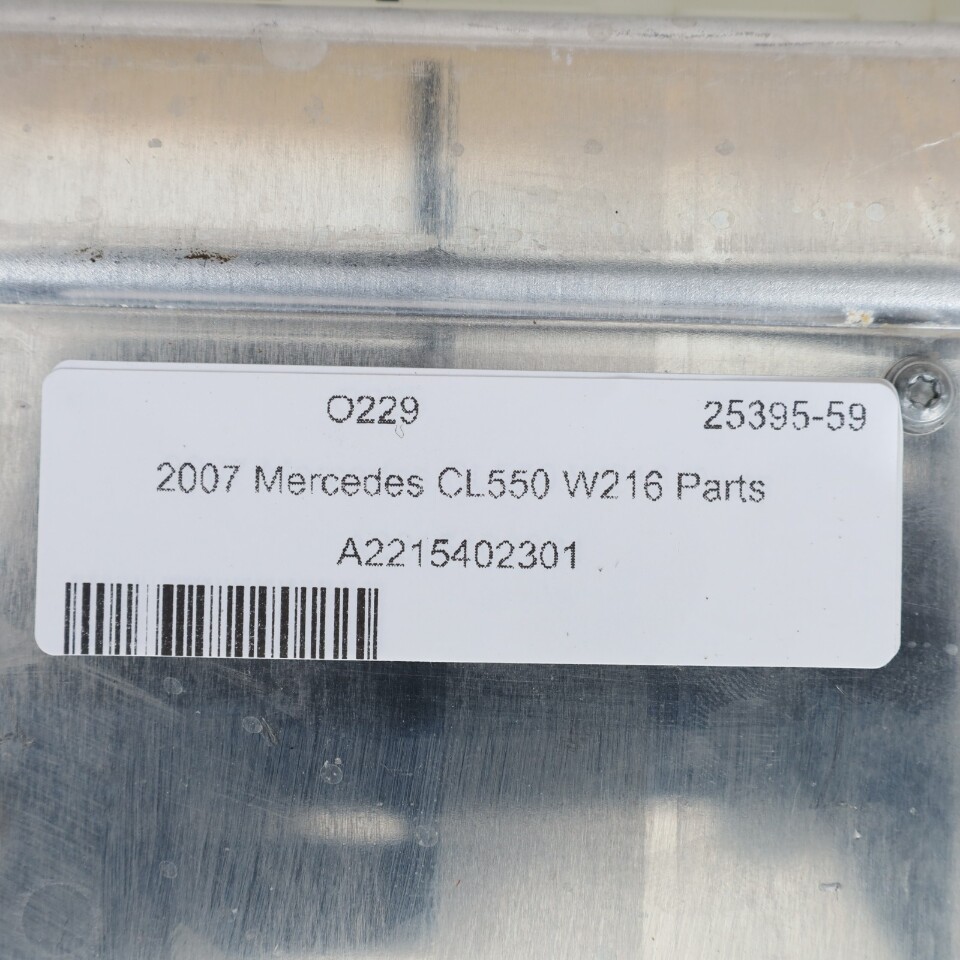 O229 25395-59
2007 Mercedes CL550 W216 Parts
A2215402301